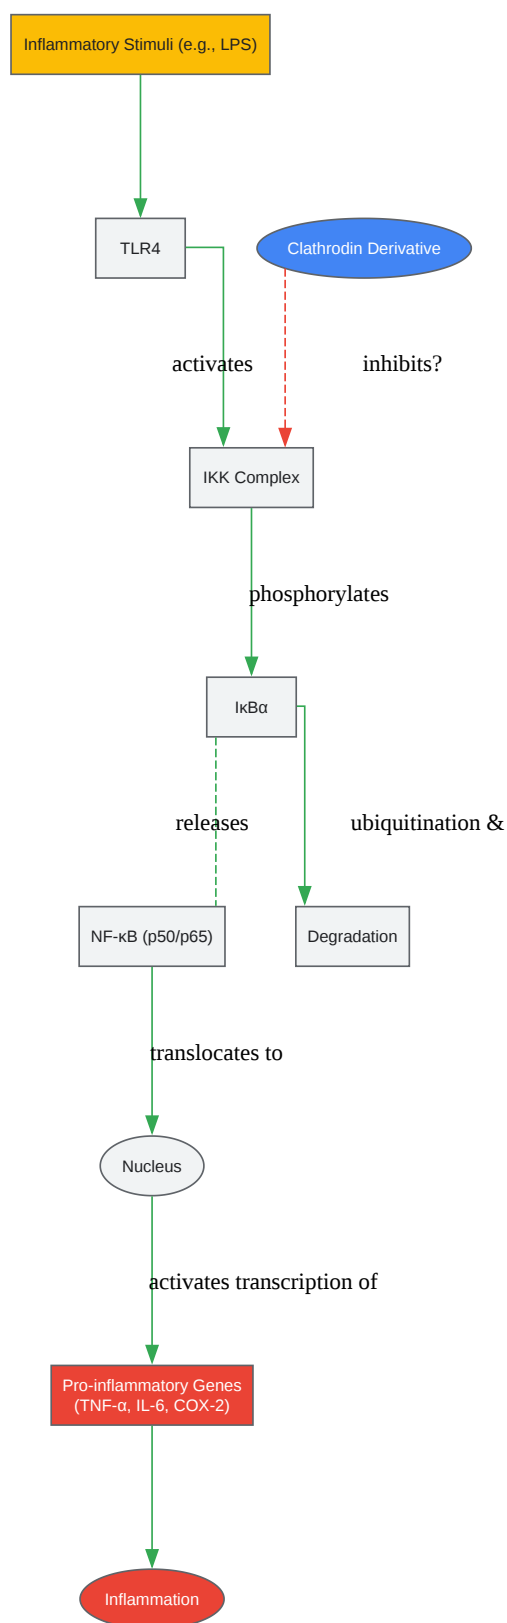 Inflammatory Stimuli (e.g., LPS)
TLR4
Clathrodin Derivative
activates
inhibits?
IKK Complex
phosphorylates
IκBα
releases
ubiquitination &
NF-κB (p50/p65)
Degradation
translocates to
Nucleus
activates transcription of
Pro-inflammatory Genes
(TNF-α, IL-6, COX-2)
Inflammation